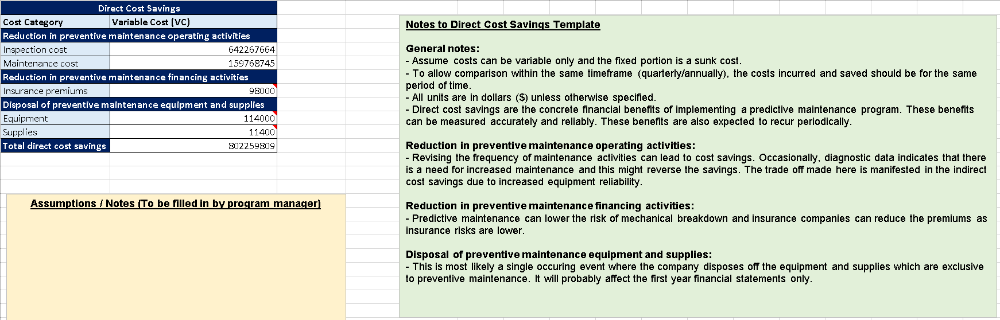 Direct Cost Savings
Cost Category Variable Cost (VC)
Reduction in preventive maintenance operating activities
Inspection cost 642267664
Maintenance cost 159768745
Reduction in preventive maintenance financing activities
Insurance premiums 98000
Disposal of preventive maintenance equipment and supplies
Equipment 114000
Supplies 11400
Total direct cost savings 802259809
Assumptions / Notes (To be filled in by program manager)
Notes to Direct Cost Savings Template
General notes:
- Assume costs can be variable only and the fixed portion is a sunk cost.
- To allow comparison within the same timeframe (quarterly/annually), the costs incurred and saved should be for the same
period of time.
- All units are in dollars ($) unless otherwise specified.
- Direct cost savings are the concrete financial benefits of implementing a predictive maintenance program. These benefits
can be measured accurately and reliably. These benefits are also expected to recur periodically.
Reduction in preventive maintenance operating activities:
- Revising the frequency of maintenance activities can lead to cost savings. Occasionally, diagnostic data indicates that there
is a need for increased maintenance and this might reverse the savings. The trade off made here is manifested in the indirect
cost savings due to increased equipment reliability.
Reduction in preventive maintenance financing activities:
- Predictive maintenance can lower the risk of mechanical breakdown and insurance companies can reduce the premiums as
insurance risks are lower.
Disposal of preventive maintenance equipment and supplies:
- This is most likely a single occuring event where the company disposes off the equipment and supplies which are exclusive
to preventive maintenance. It will probably affect the first year financial statements only.